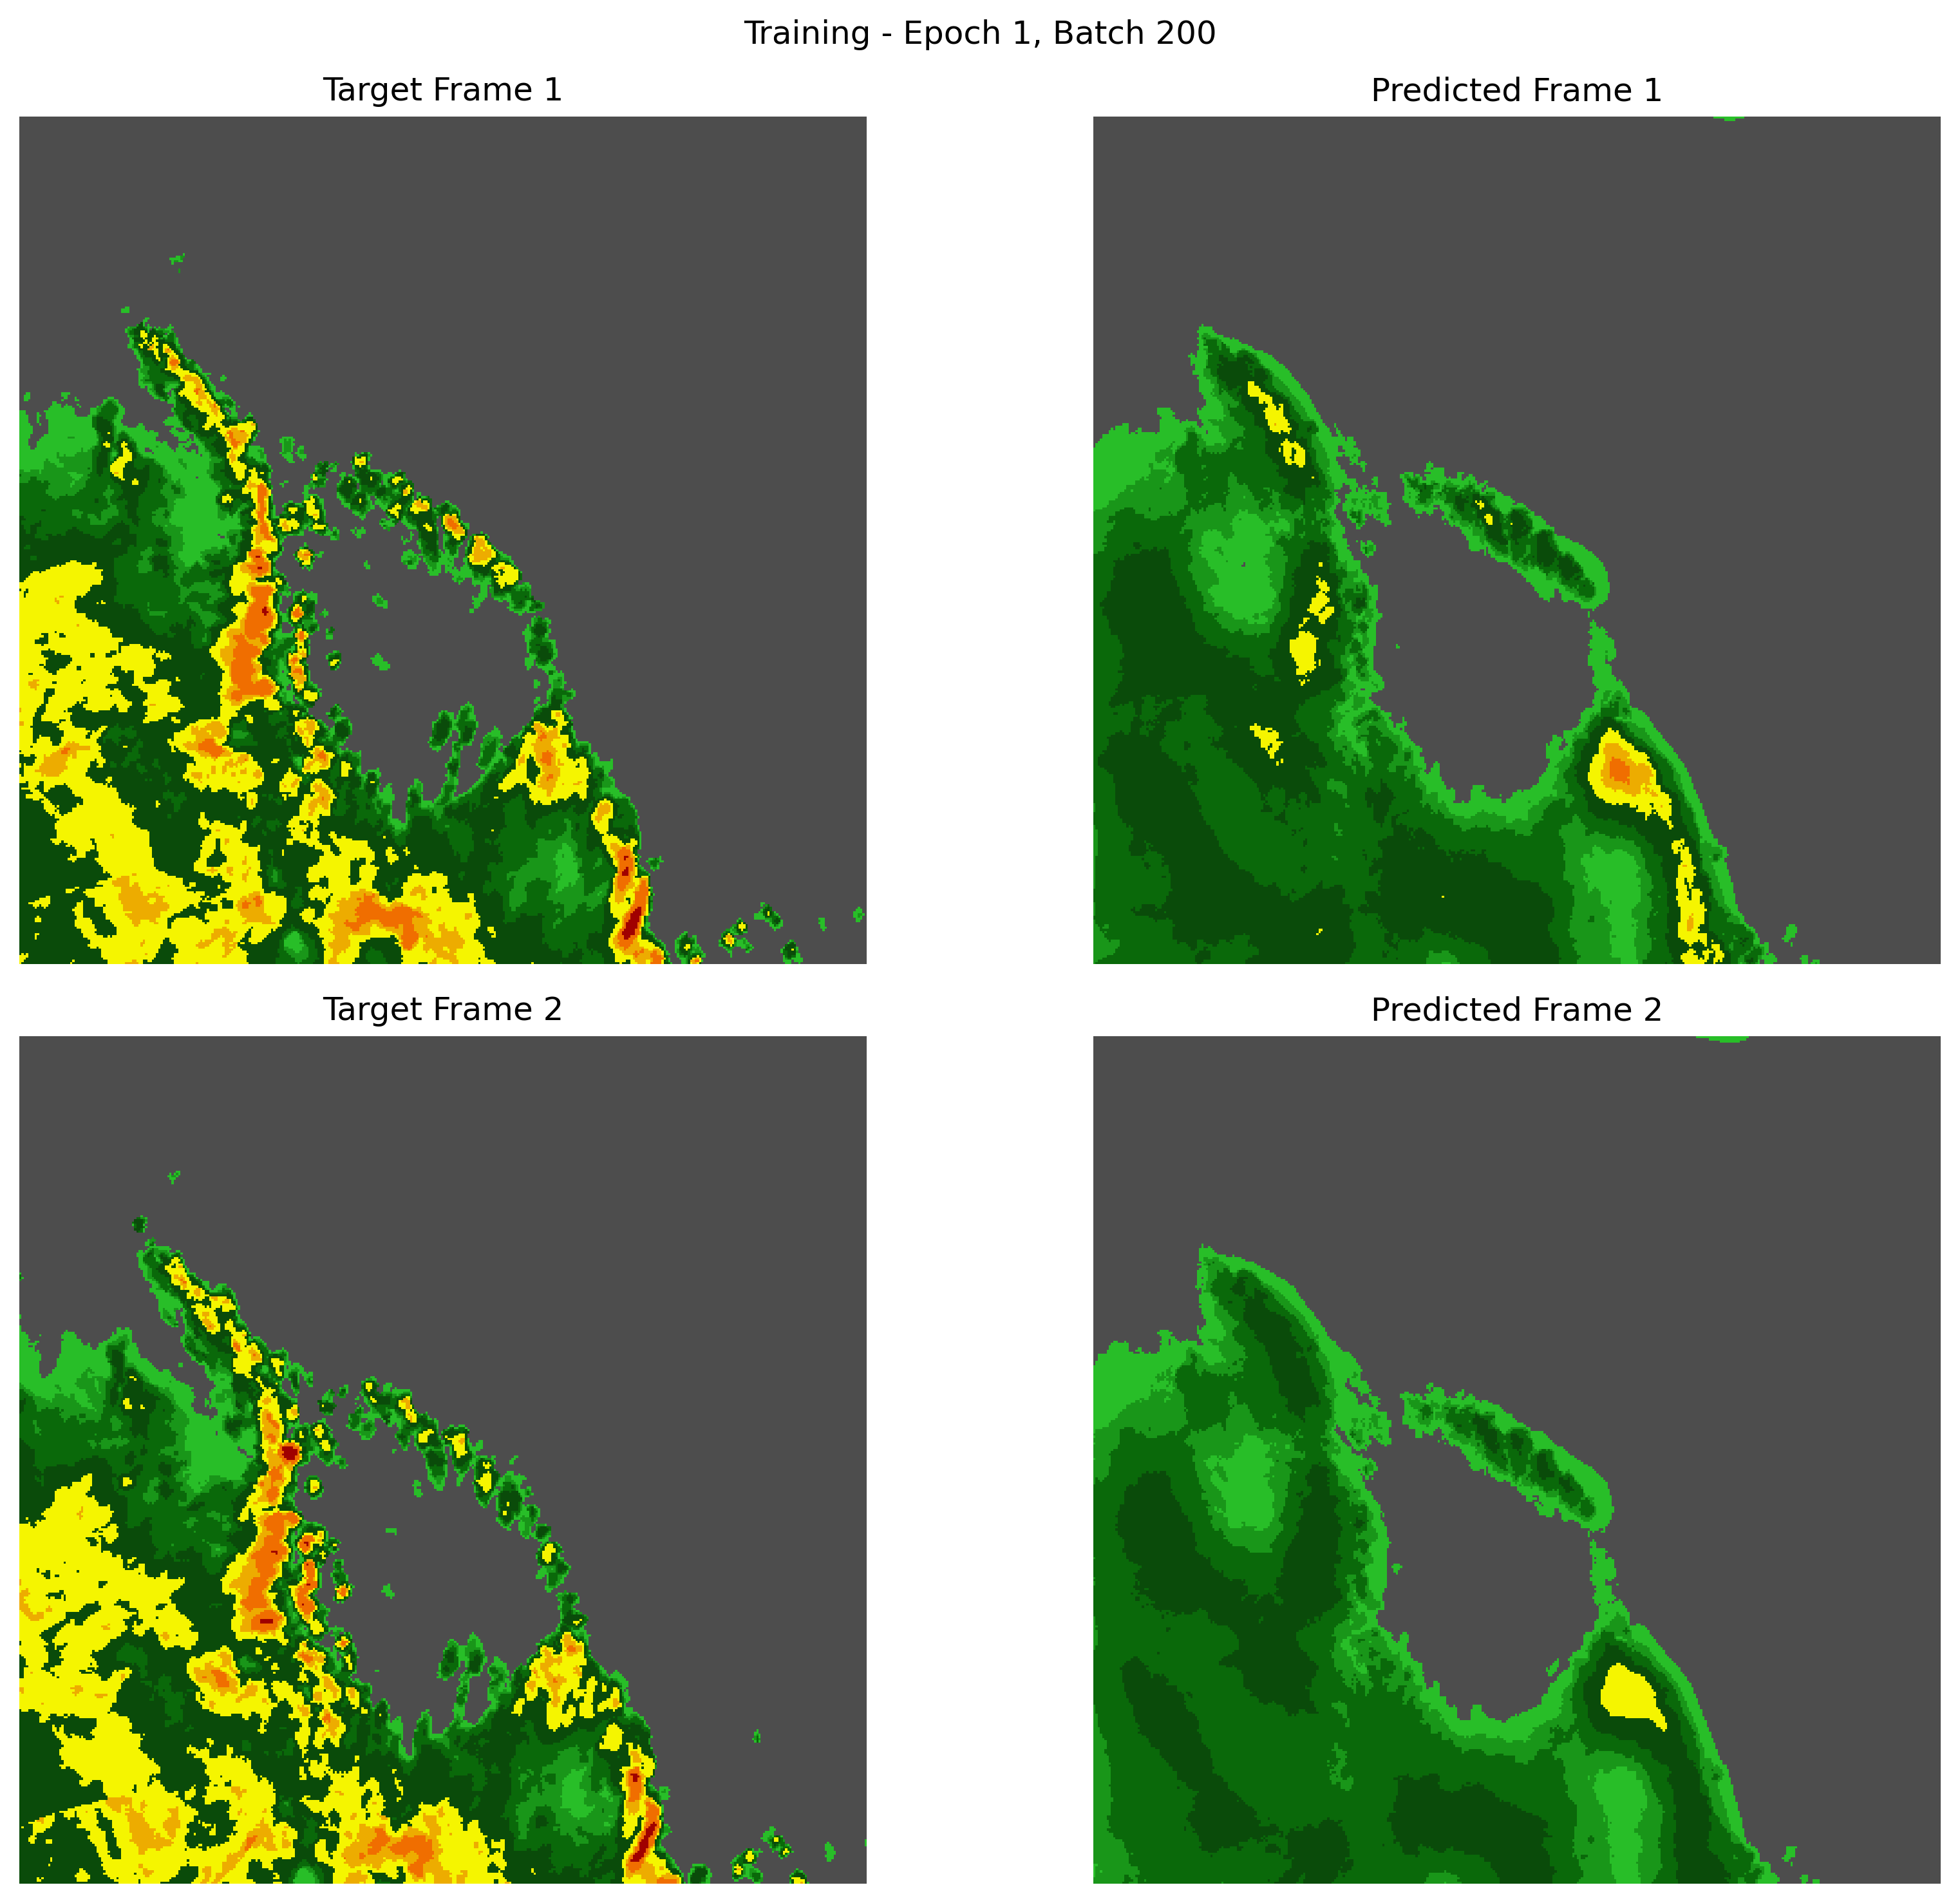 Training - Epoch 1, Batch 200
Target Frame 1
Predicted Frame 1
Target Frame 2
Predicted Frame 2